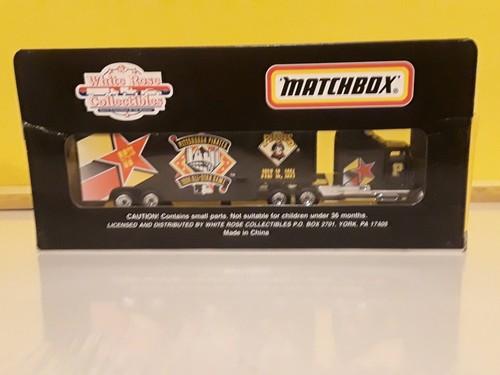 White Rose
Collectibles
MATCHBOX®
PITTSBURGH PIRATES
ALL-STAR GAME
JULY 12, 1994
P
CAUTION: Contains small parts. Not suitable for children under 36 months.
LICENSED AND DISTRIBUTED BY WHITE ROSE COLLECTIBLES P.O. BOX 2701. YORK, PA 17405
Made in China